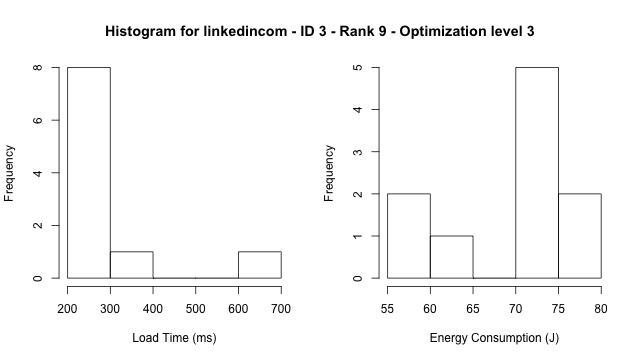 Histogram for linkedincom - ID 3 - Rank 9 - Optimization level 3
Frequency
8
6
4
2
0
200 300 400 500 600 700
Load Time (ms)
Frequency
5
4
3
2
1
0
55 60 65 70 75 80
Energy Consumption (J)